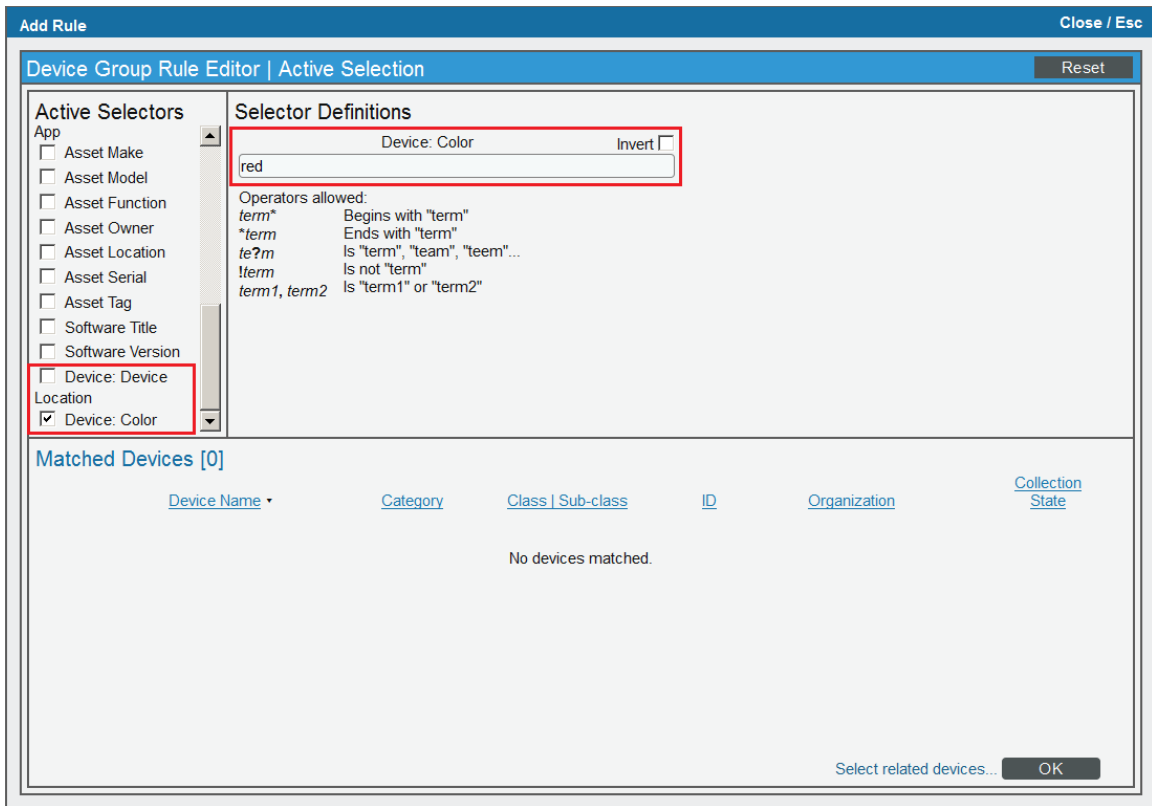 Add Rule
Close / Esc
Device Group Rule Editor | Active Selection
Reset
Active Selectors
App
Asset Make
Asset Model
Asset Function
Asset Owner
Asset Location
Asset Serial
Asset Tag
Software Title
Software Version
Device: Device
Location
Device: Color
Selector Definitions
Device: Color
Invert
red
Operators allowed:
term* Begins with "term"
*term Ends with "term"
te?m Is "term", "team", "teem"...
!term Is not "term"
term1, term2 Is "term1" or "term2"
Matched Devices [0]
Device Name
Category
Class | Sub-class
ID
Organization
Collection
State
No devices matched.
Select related devices...
OK